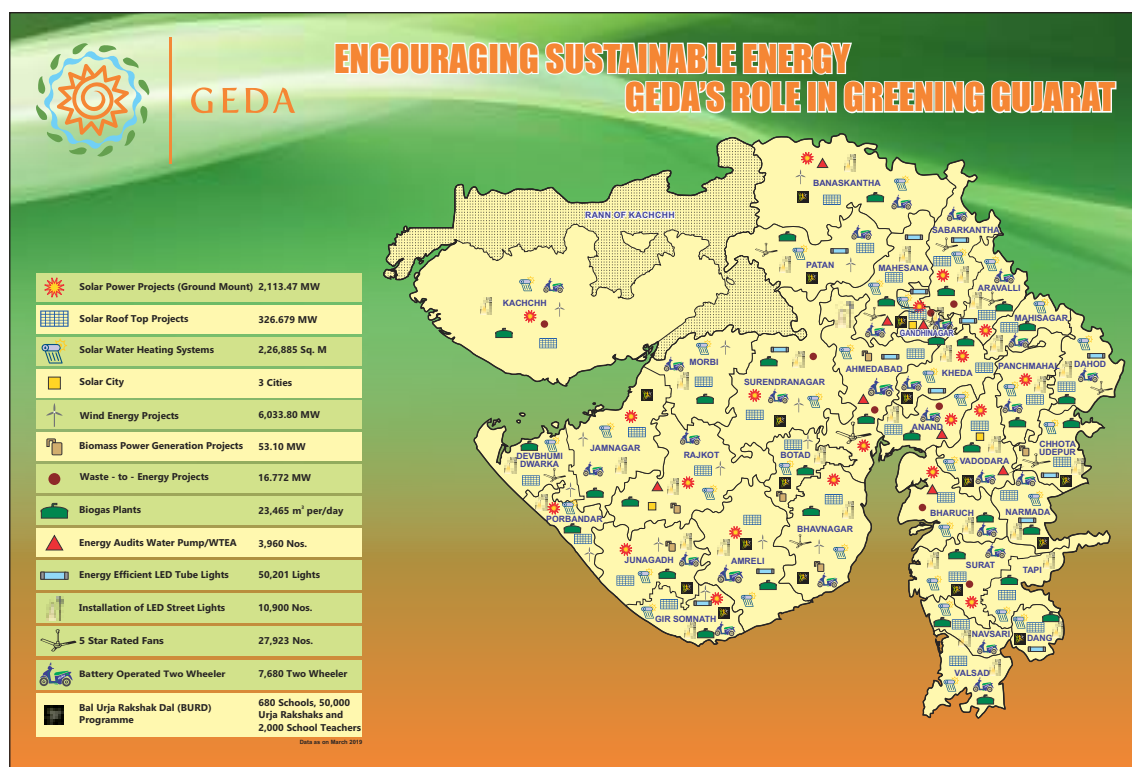 GEDA
ENCOURAGING SUSTAINABLE ENERGY
GEDA'S ROLE IN GREENING GUJARAT
Solar Power Projects (Ground Mount) 2,113.47 MW
Solar Roof Top Projects 326.679 MW
Solar Water Heating Systems 2,26,885 Sq. M
Solar City 3 Cities
Wind Energy Projects 6,033.80 MW
Biomass Power Generation Projects 53.10 MW
Waste - to - Energy Projects 16.772 MW
Biogas Plants 23,465 m³ per/day
Energy Audits Water Pump/WTEA 3,960 Nos.
Energy Efficient LED Tube Lights 50,201 Lights
Installation of LED Street Lights 10,900 Nos.
5 Star Rated Fans 27,923 Nos.
Battery Operated Two Wheeler 7,680 Two Wheeler
Bal Urja Rakshak Dal (BURD)
Programme
680 Schools, 50,000
Urja Rakshaks and
2,000 School Teachers
Data as on March 2019
BANASKANTHA
RANN OF KACHCHH
SABARKANTHA
PATAN
MAHESANA
ARAVALLI
KACHCHH
MAHISAGAR
GANDHINAGAR
MORBI
AHMEDABAD
KHEDA
PANCHMAHAL
DAHOD
SURENDRANAGAR
ANAND
JAMNAGAR
RAJKOT
BOTAD
CHHOTA
UDEPUR
DEVBHUMI
DWARKA
VADODARA
PORBANDAR
BHARUCH
NARMADA
BHAVNAGAR
JUNAGADH
AMRELI
SURAT
TAPI
GIR SOMNATH
NAVSARI
DANG
VALSAD